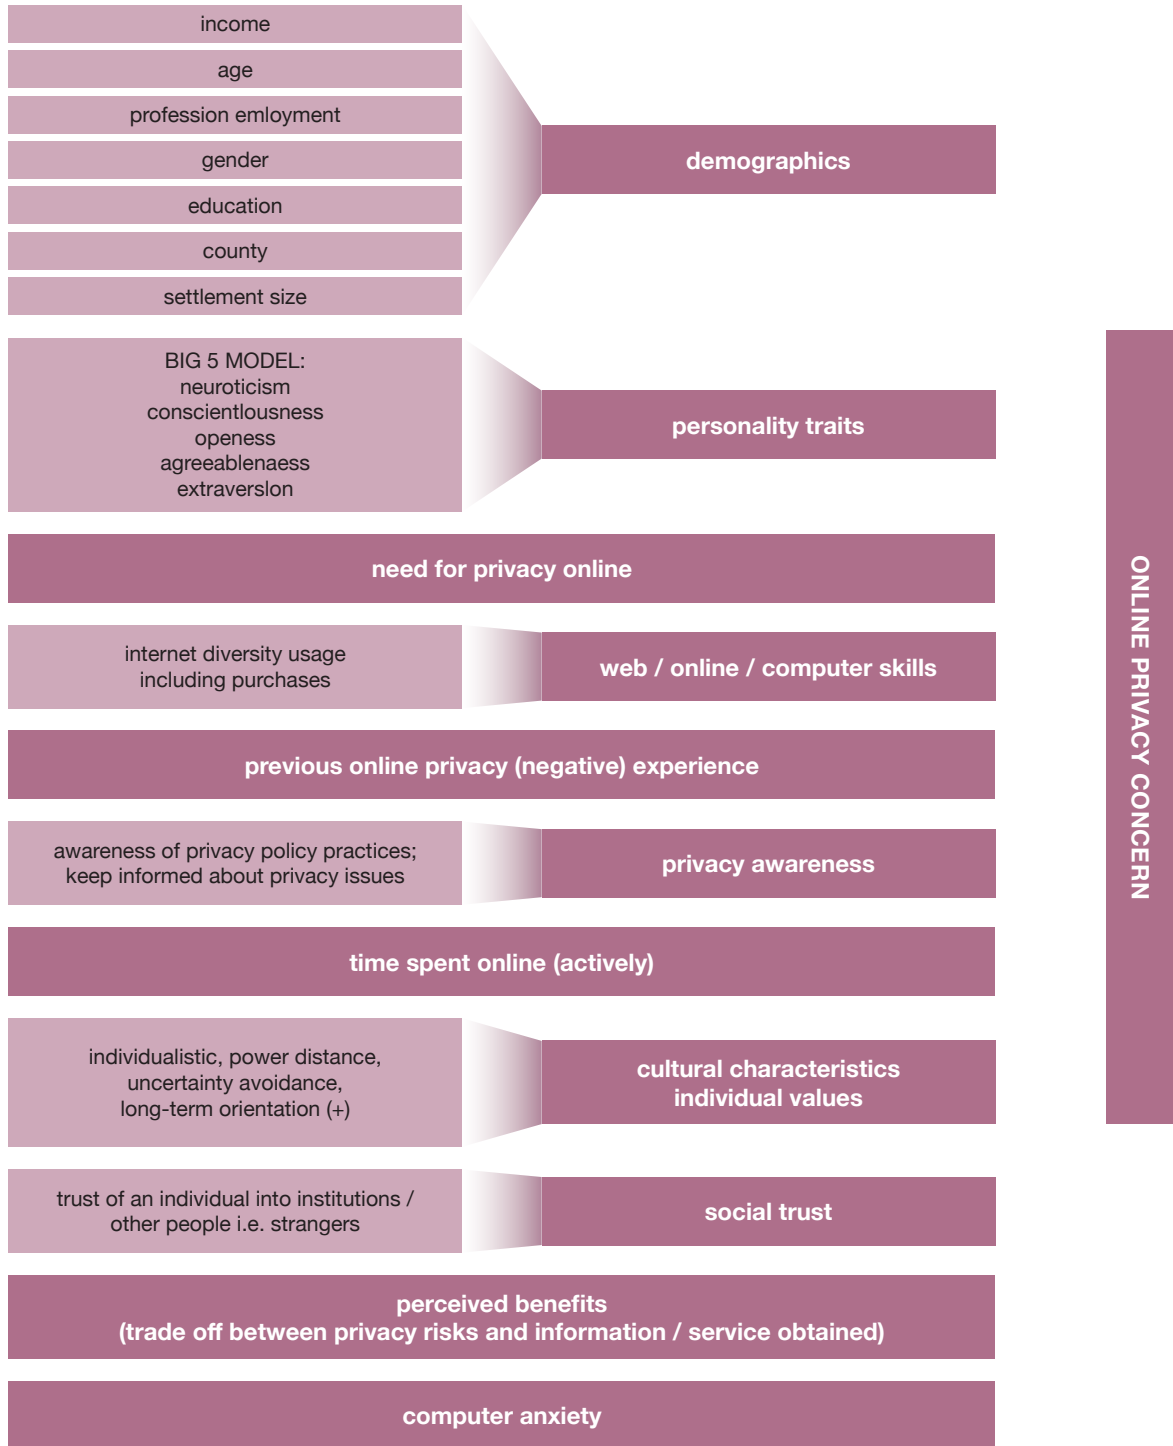 income
age
profession emloyment
gender
education
county
settlement size
demographics
BIG 5 MODEL:
neuroticism
conscientlousness
openess
agreeablenaess
extraverslon
personality traits
need for privacy online
internet diversity usage
including purchases
web / online / computer skills
previous online privacy (negative) experience
awareness of privacy policy practices;
keep informed about privacy issues
privacy awareness
time spent online (actively)
individualistic, power distance,
uncertainty avoidance,
long-term orientation (+)
cultural characteristics
individual values
trust of an individual into institutions /
other people i.e. strangers
social trust
perceived benefits
(trade off between privacy risks and information / service obtained)
computer anxiety
ONLINE PRIVACY CONCERN